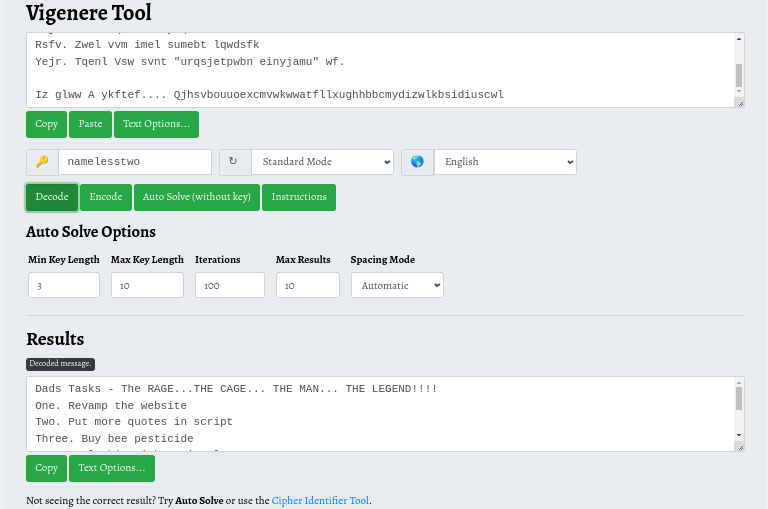 Vigenere Tool
Rsfv. Zwel vvm imel sumebt lqwdsfk
Yejr. Tqenl Vsw svnt "urqsjetpwbn einyjamu" wf.
Iz glww A ykftef.... Qjhsvbouuoexcmvwkwwatfllxughhbbcmydizwlkbsidiuscwl
Copy Paste Text Options...
namelesstwo Standard Mode English
Decode Encode Auto Solve (without key) Instructions
Auto Solve Options
Min Key Length Max Key Length Iterations Max Results Spacing Mode
3 10 100 10 Automatic
Results
Decoded message.
Dads Tasks - The RAGE...THE CAGE... THE MAN... THE LEGEND!!!!
One. Revamp the website
Two. Put more quotes in script
Three. Buy bee pesticide
Copy Text Options...
Not seeing the correct result? Try Auto Solve or use the Cipher Identifier Tool.